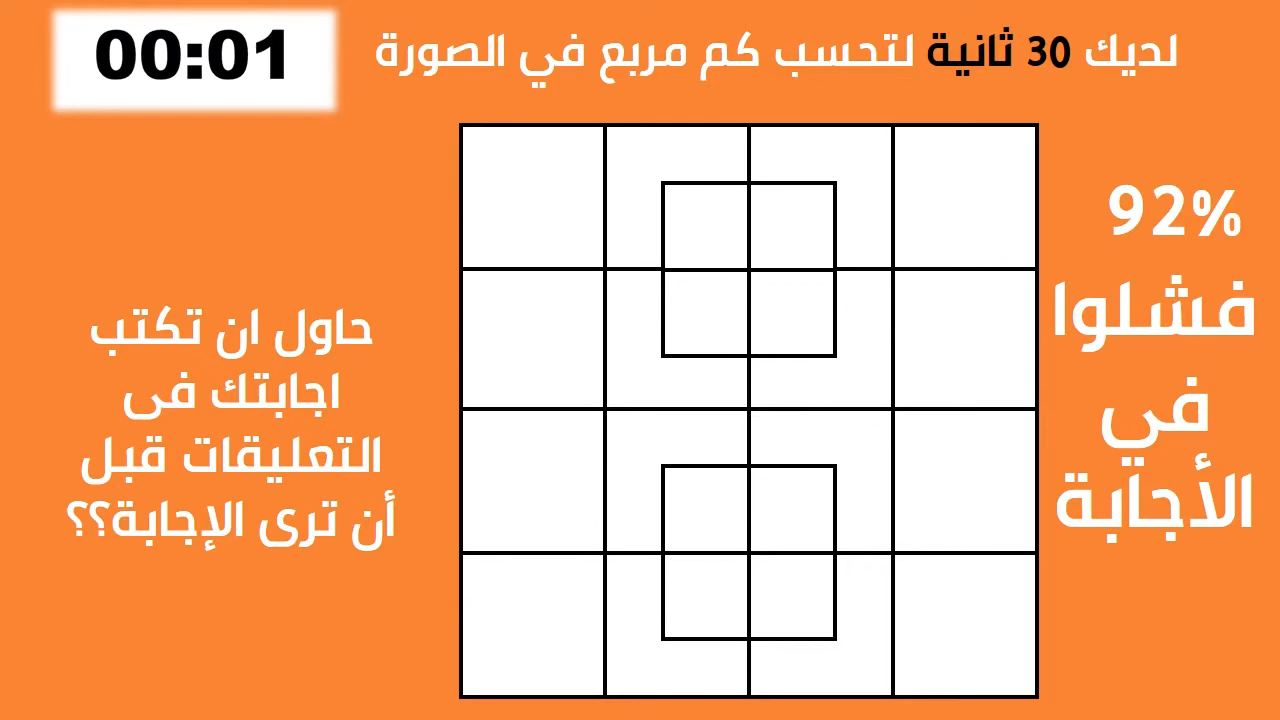 00:01
لديك 30 ثانية لتحسب كم مربع في الصورة
92%
فشلوا
في
الأجابة
حاول ان تكتب
اجابتك فى
التعليقات قبل
أن ترى الإجابة؟؟